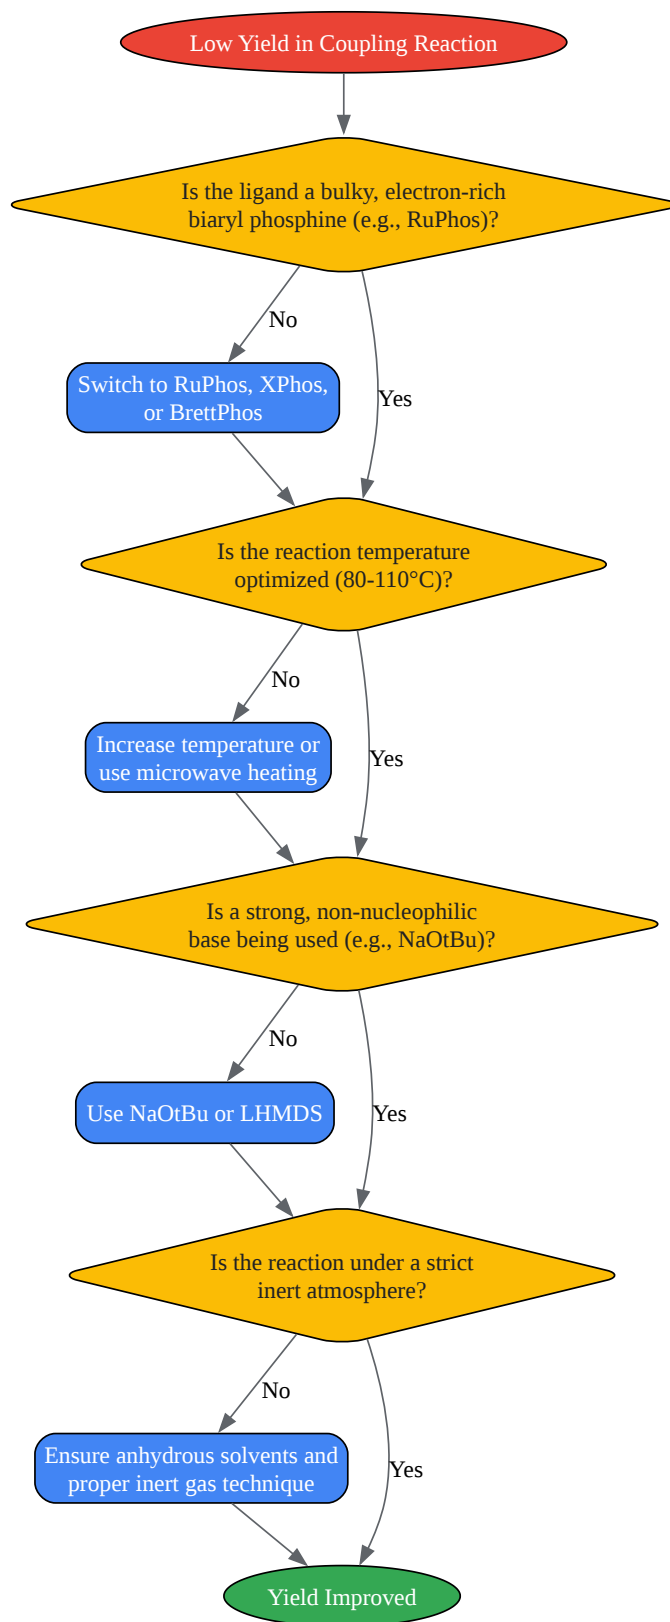 Low Yield in Coupling Reaction
Is the ligand a bulky, electron-rich
biaryl phosphine (e.g., RuPhos)?
No
Switch to RuPhos, XPhos,
or BrettPhos
Yes
Is the reaction temperature
optimized (80-110°C)?
No
Increase temperature or
use microwave heating
Yes
Is a strong, non-nucleophilic
base being used (e.g., NaOtBu)?
No
Use NaOtBu or LHMDS
Yes
Is the reaction under a strict
inert atmosphere?
No
Ensure anhydrous solvents and
proper inert gas technique
Yes
Yield Improved